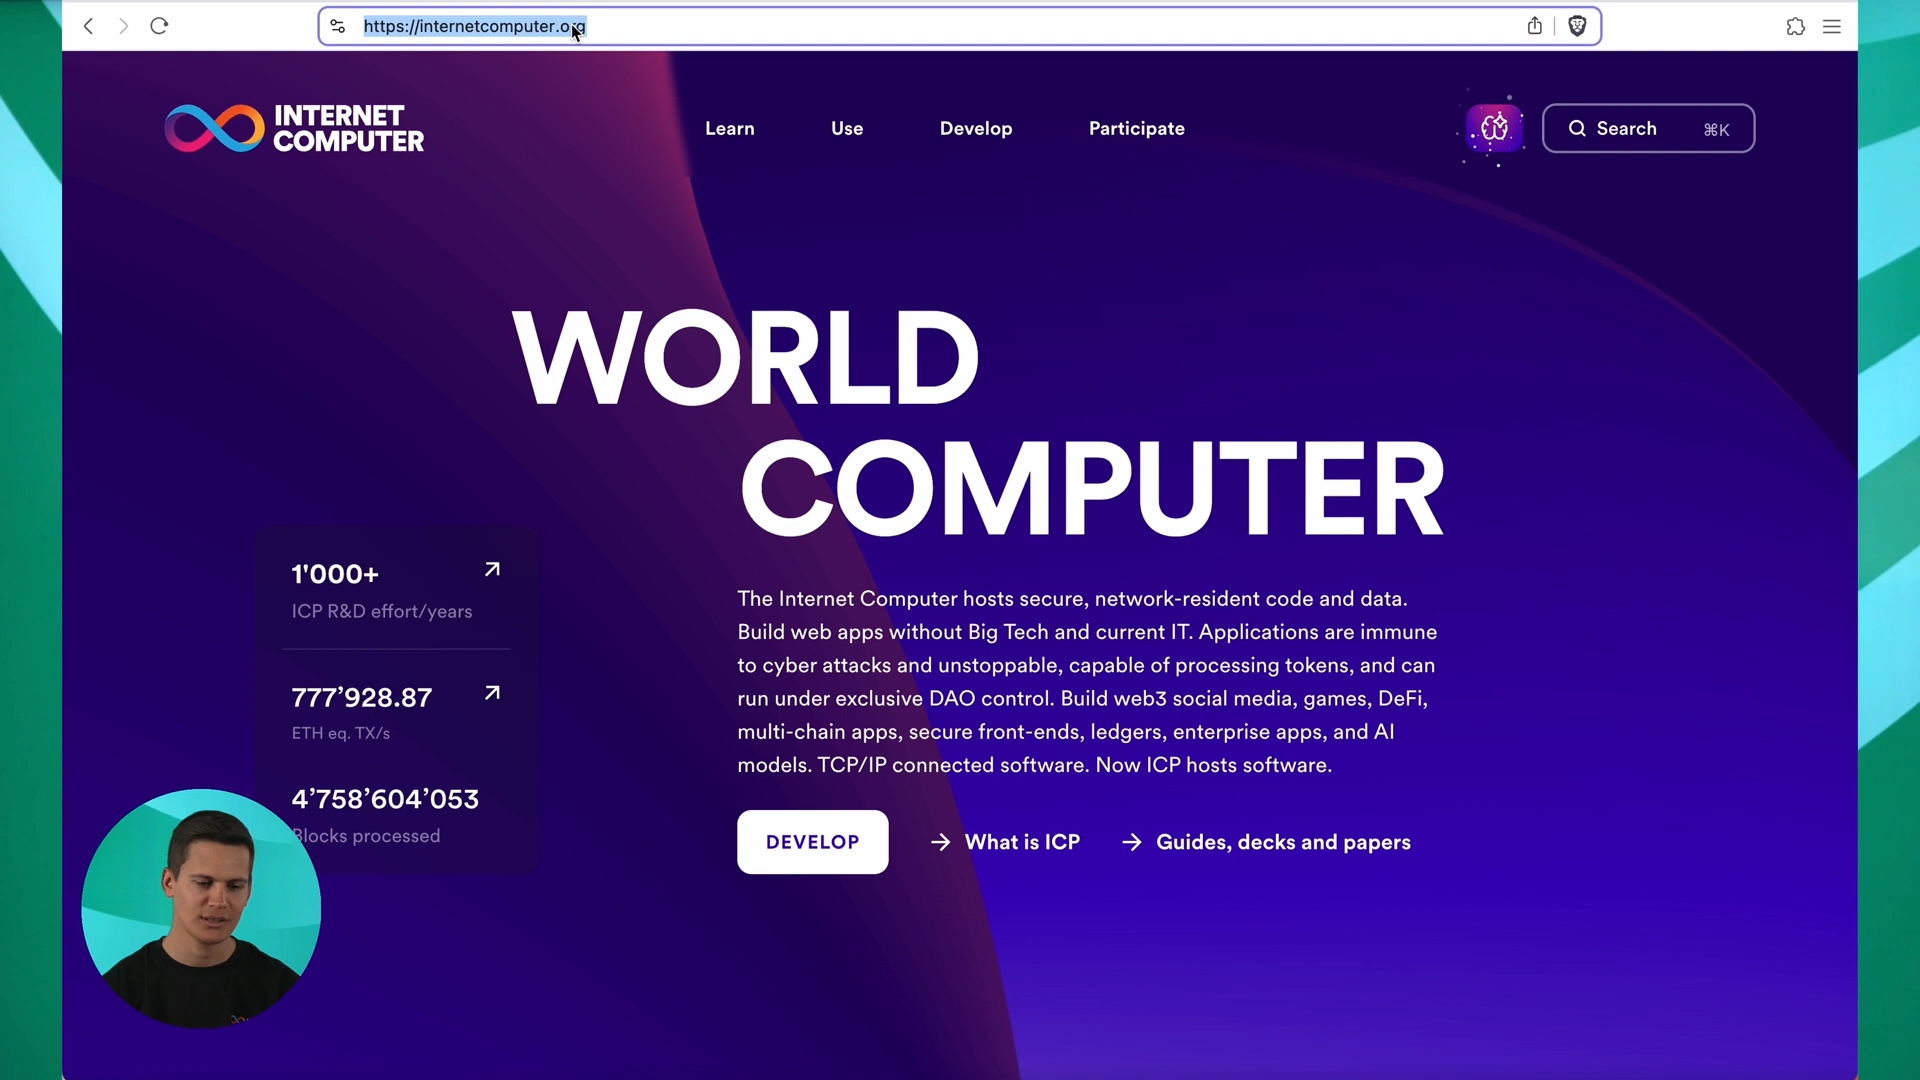 https://internetcomputer.org
INTERNET
COMPUTER
Learn
Use
Develop
Participate
Search
⌘K
WORLD
COMPUTER
1'000+
ICP R&D effort/years
777’928.87
ETH eq. TX/s
4’758’604’053
Blocks processed
The Internet Computer hosts secure, network-resident code and data.
Build web apps without Big Tech and current IT. Applications are immune
to cyber attacks and unstoppable, capable of processing tokens, and can
run under exclusive DAO control. Build web3 social media, games, DeFi,
multi-chain apps, secure front-ends, ledgers, enterprise apps, and AI
models. TCP/IP connected software. Now ICP hosts software.
DEVELOP
What is ICP
Guides, decks and papers